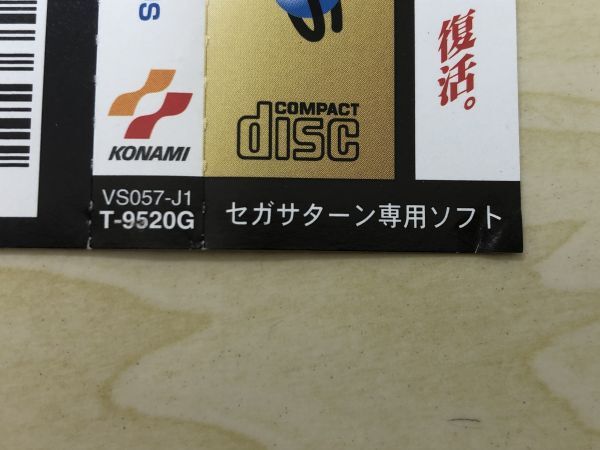 S
KONAMI
VS057-J1
T-9520G
COMPACT
disc
セガサターン専用ソフト
復活。